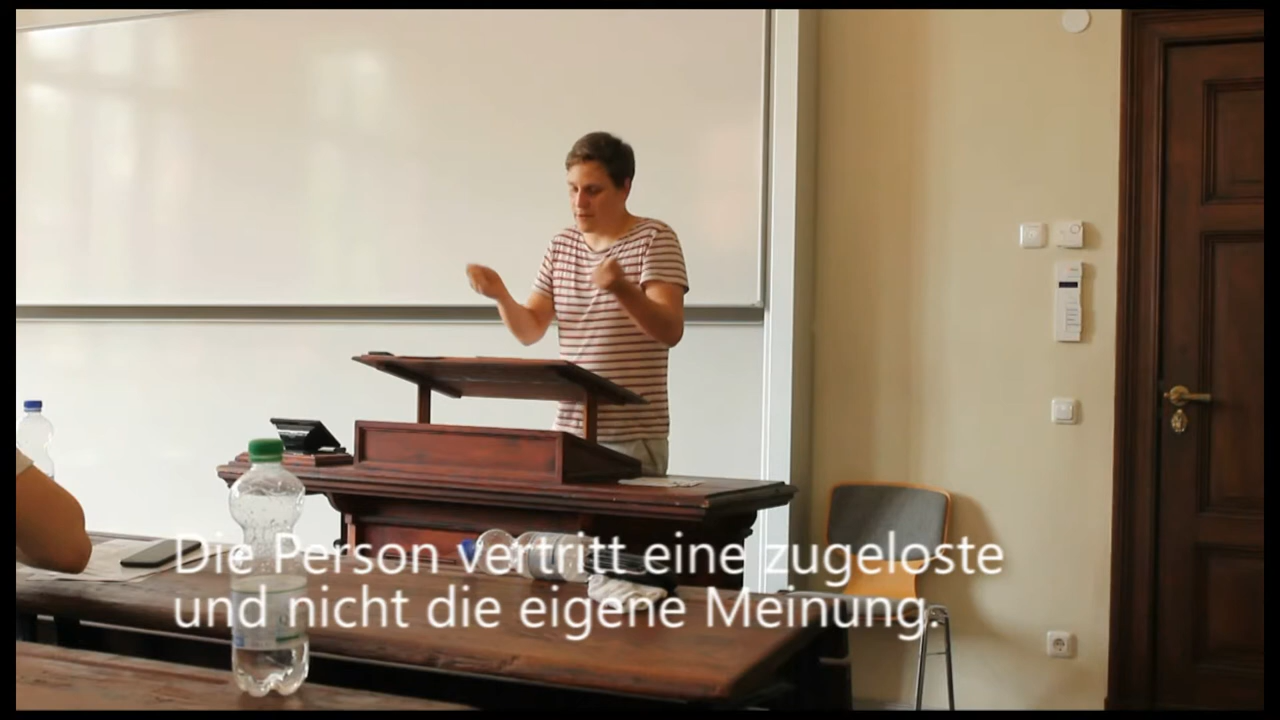 Die Person vertritt eine zugeloste
und nicht die eigene Meinung.